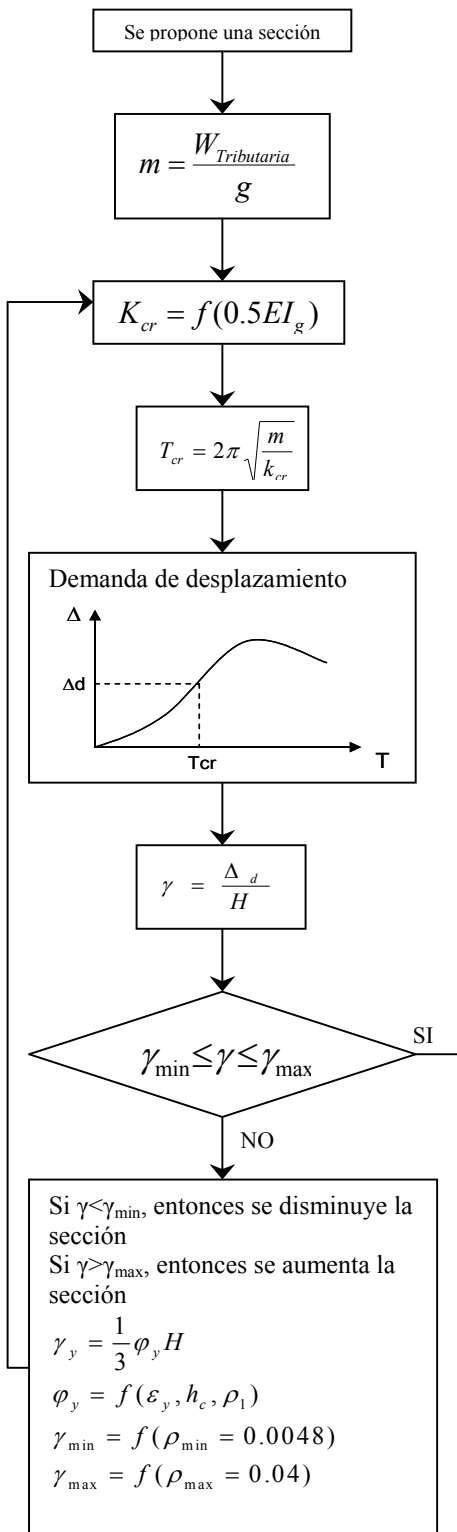 Se propone una sección
m = W_Tributaria / g
K_cr = f(0.5EI_g)
T_cr = 2π √(m / k_cr)
Demanda de desplazamiento
Δ
Δd
Tcr
T
γ = Δ_d / H
γ_min ≤ γ ≤ γ_max
SI
NO
Si γ<γ_min, entonces se disminuye la
sección
Si γ>γ_max, entonces se aumenta la
sección
γ_y = 1/3 φ_y H
φ_y = f(ε_y, h_c, ρ_1)
γ_min = f(ρ_min = 0.0048)
γ_max = f(ρ_max = 0.04)